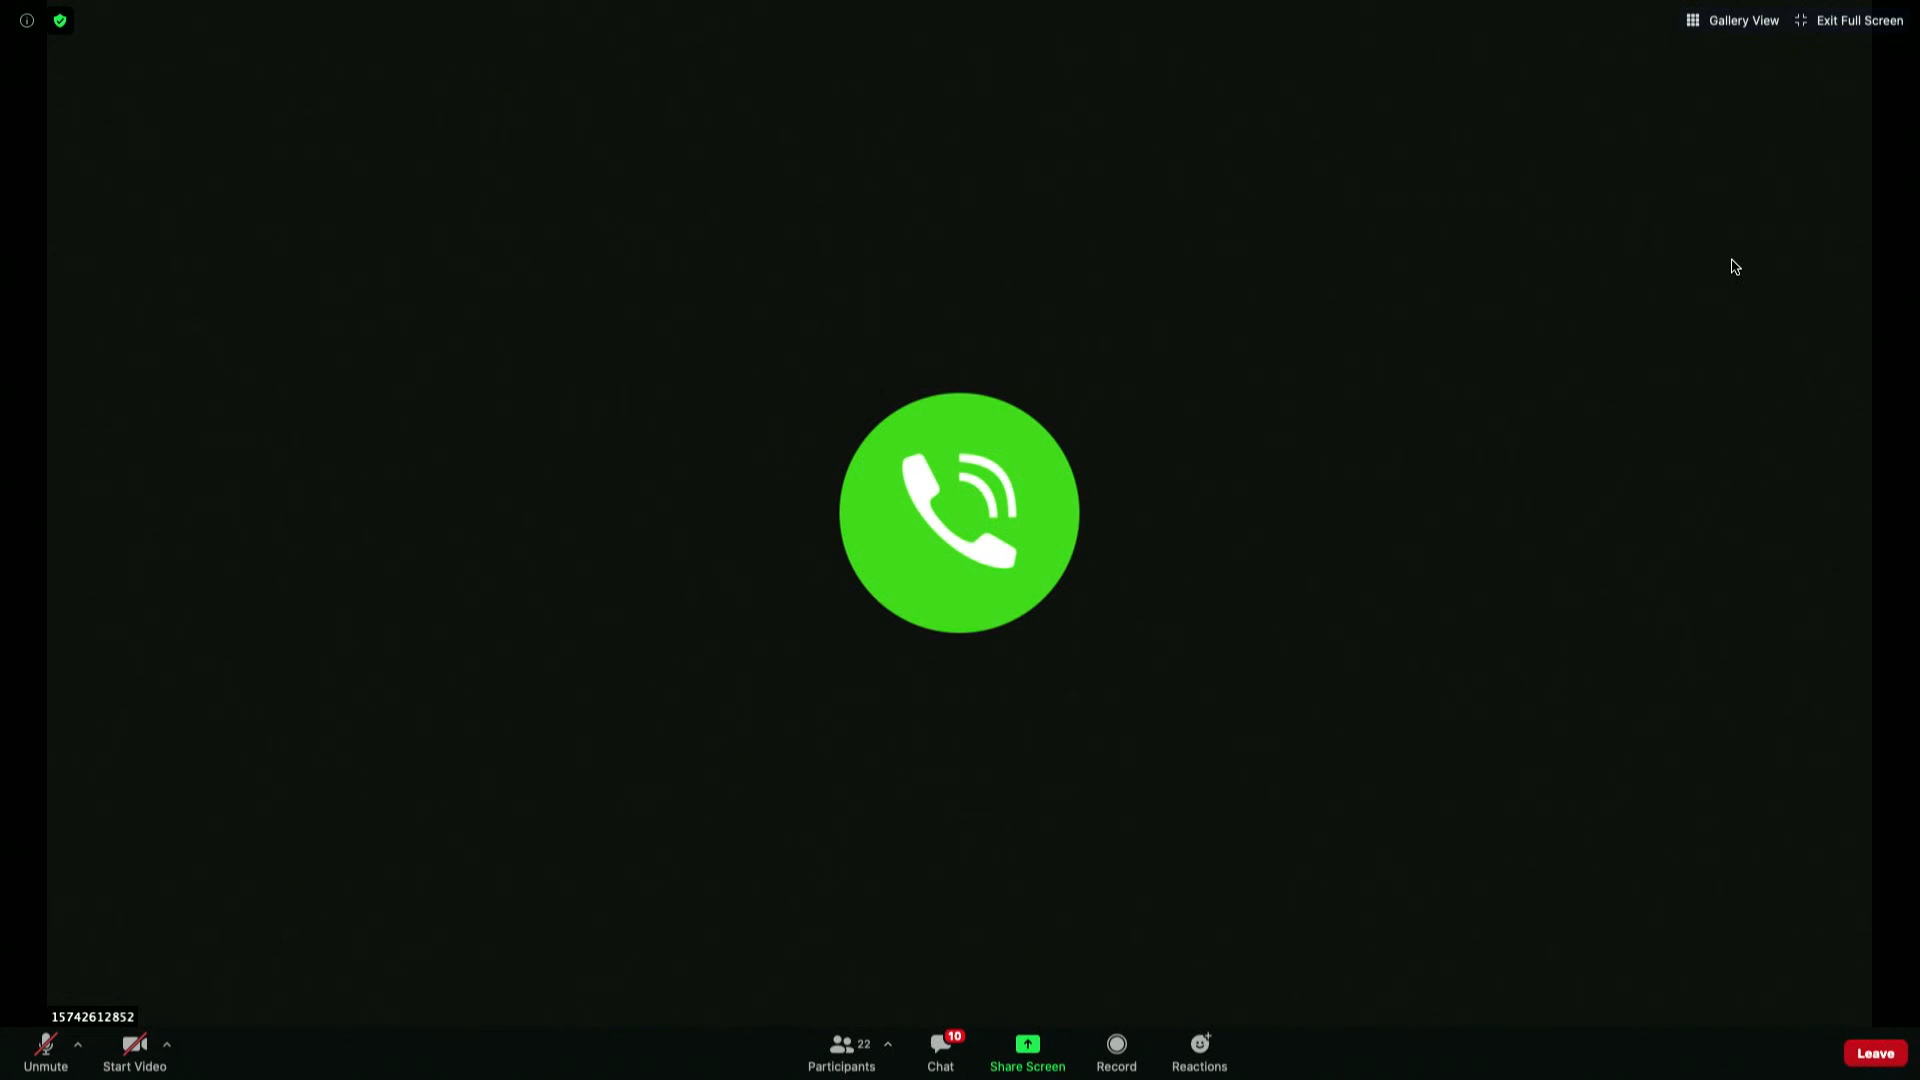 Gallery View
Exit Full Screen
15742612852
Unmute
Start Video
22
Participants
10
Chat
Share Screen
Record
Reactions
Leave